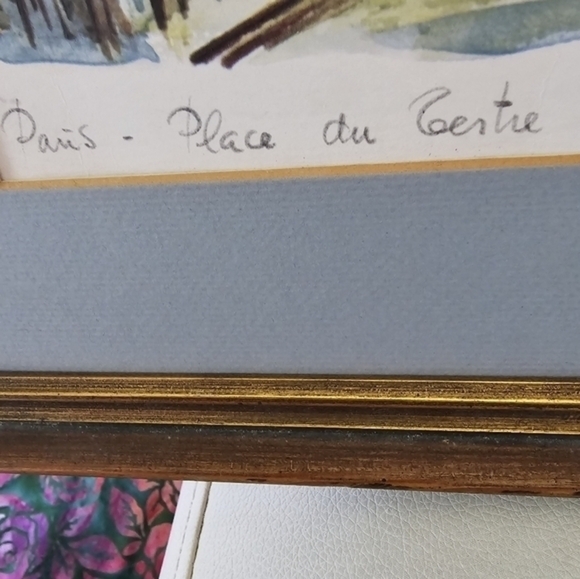 Paris - Place du Tertre